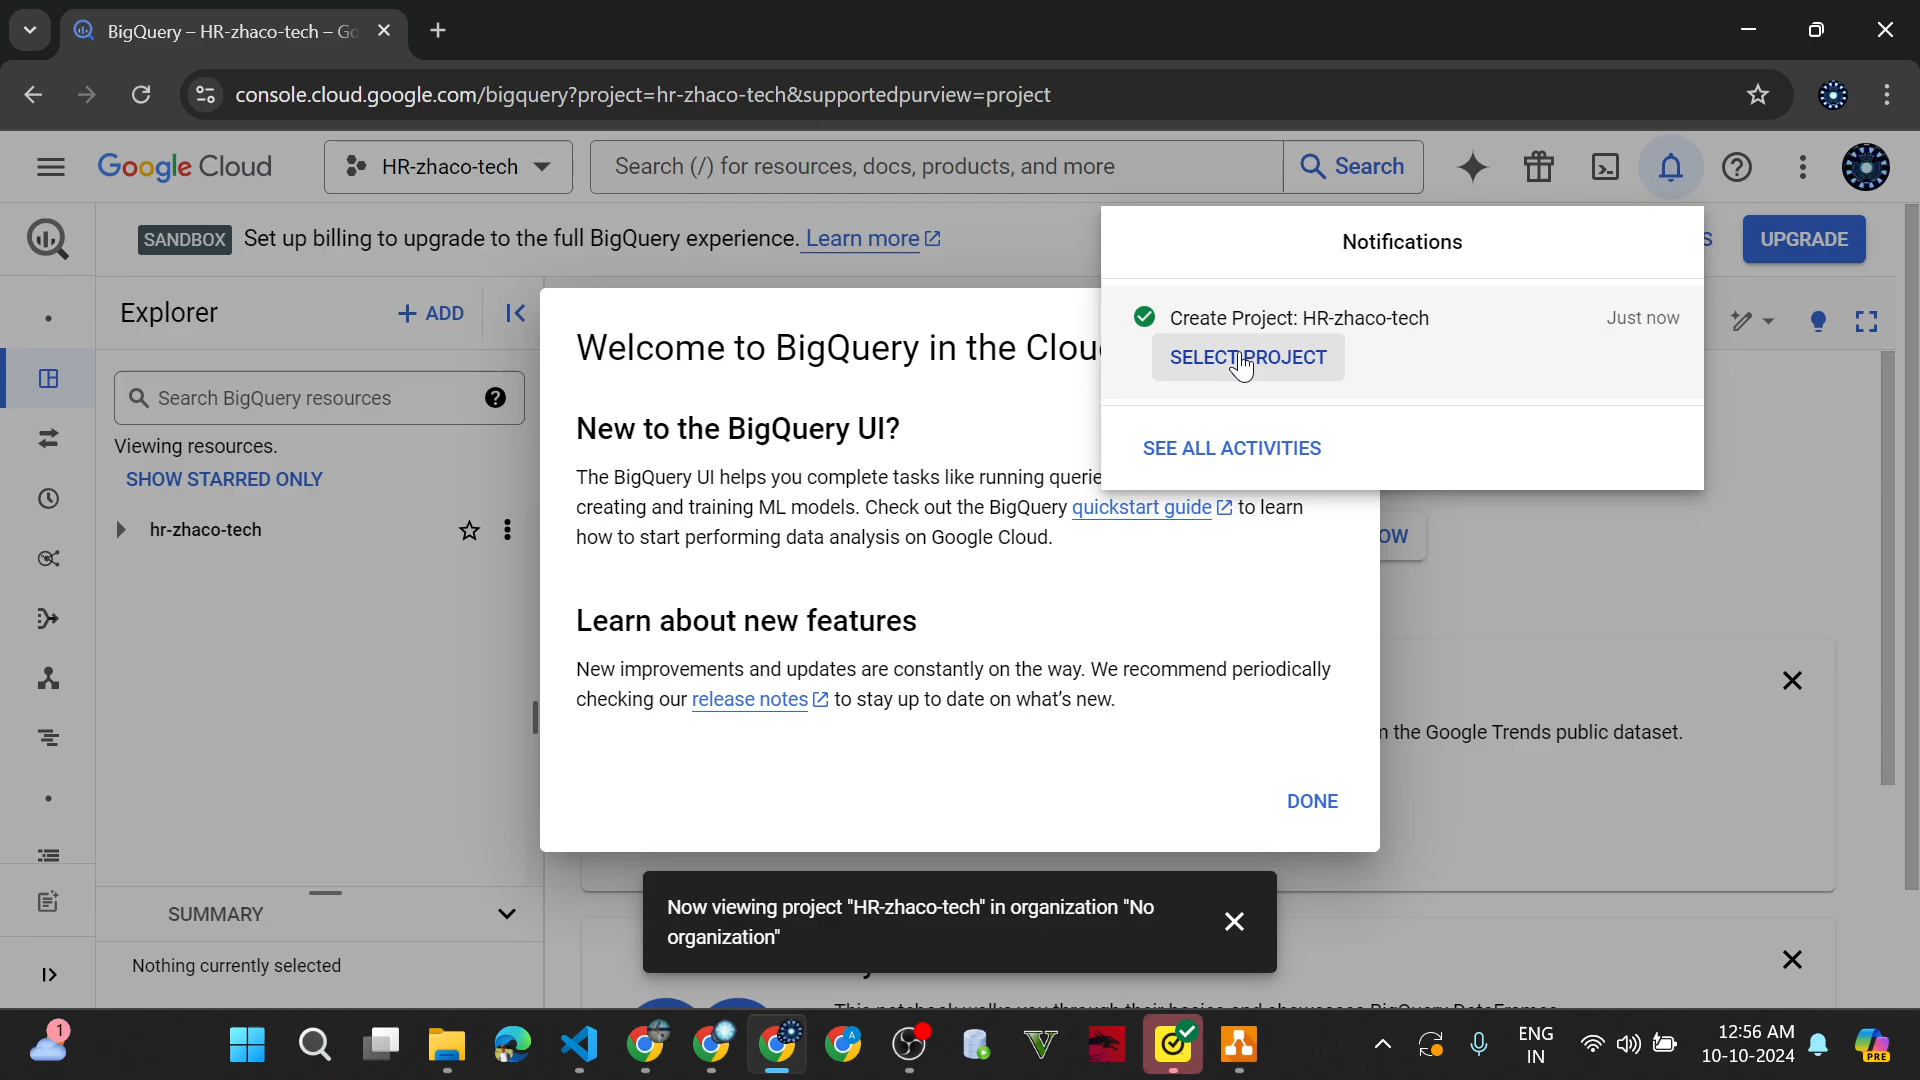 BigQuery – HR-zhaco-tech – Go
console.cloud.google.com/bigquery?project=hr-zhaco-tech&supportedpurview=project
Google Cloud
HR-zhaco-tech
Search (/) for resources, docs, products, and more
Search
SANDBOX Set up billing to upgrade to the full BigQuery experience. Learn more
S
UPGRADE
Notifications
Create Project: HR-zhaco-tech
Just now
SELECT PROJECT
SEE ALL ACTIVITIES
Explorer
+ ADD
Search BigQuery resources
Viewing resources.
SHOW STARRED ONLY
hr-zhaco-tech
SUMMARY
Nothing currently selected
Welcome to BigQuery in the Clou
New to the BigQuery UI?
The BigQuery UI helps you complete tasks like running querie
creating and training ML models. Check out the BigQuery quickstart guide to learn
how to start performing data analysis on Google Cloud.
OW
Learn about new features
New improvements and updates are constantly on the way. We recommend periodically
checking our release notes to stay up to date on what's new.
the Google Trends public dataset.
DONE
Now viewing project "HR-zhaco-tech" in organization "No
organization"
1
A
ENG
IN
12:56 AM
10-10-2024
PRE